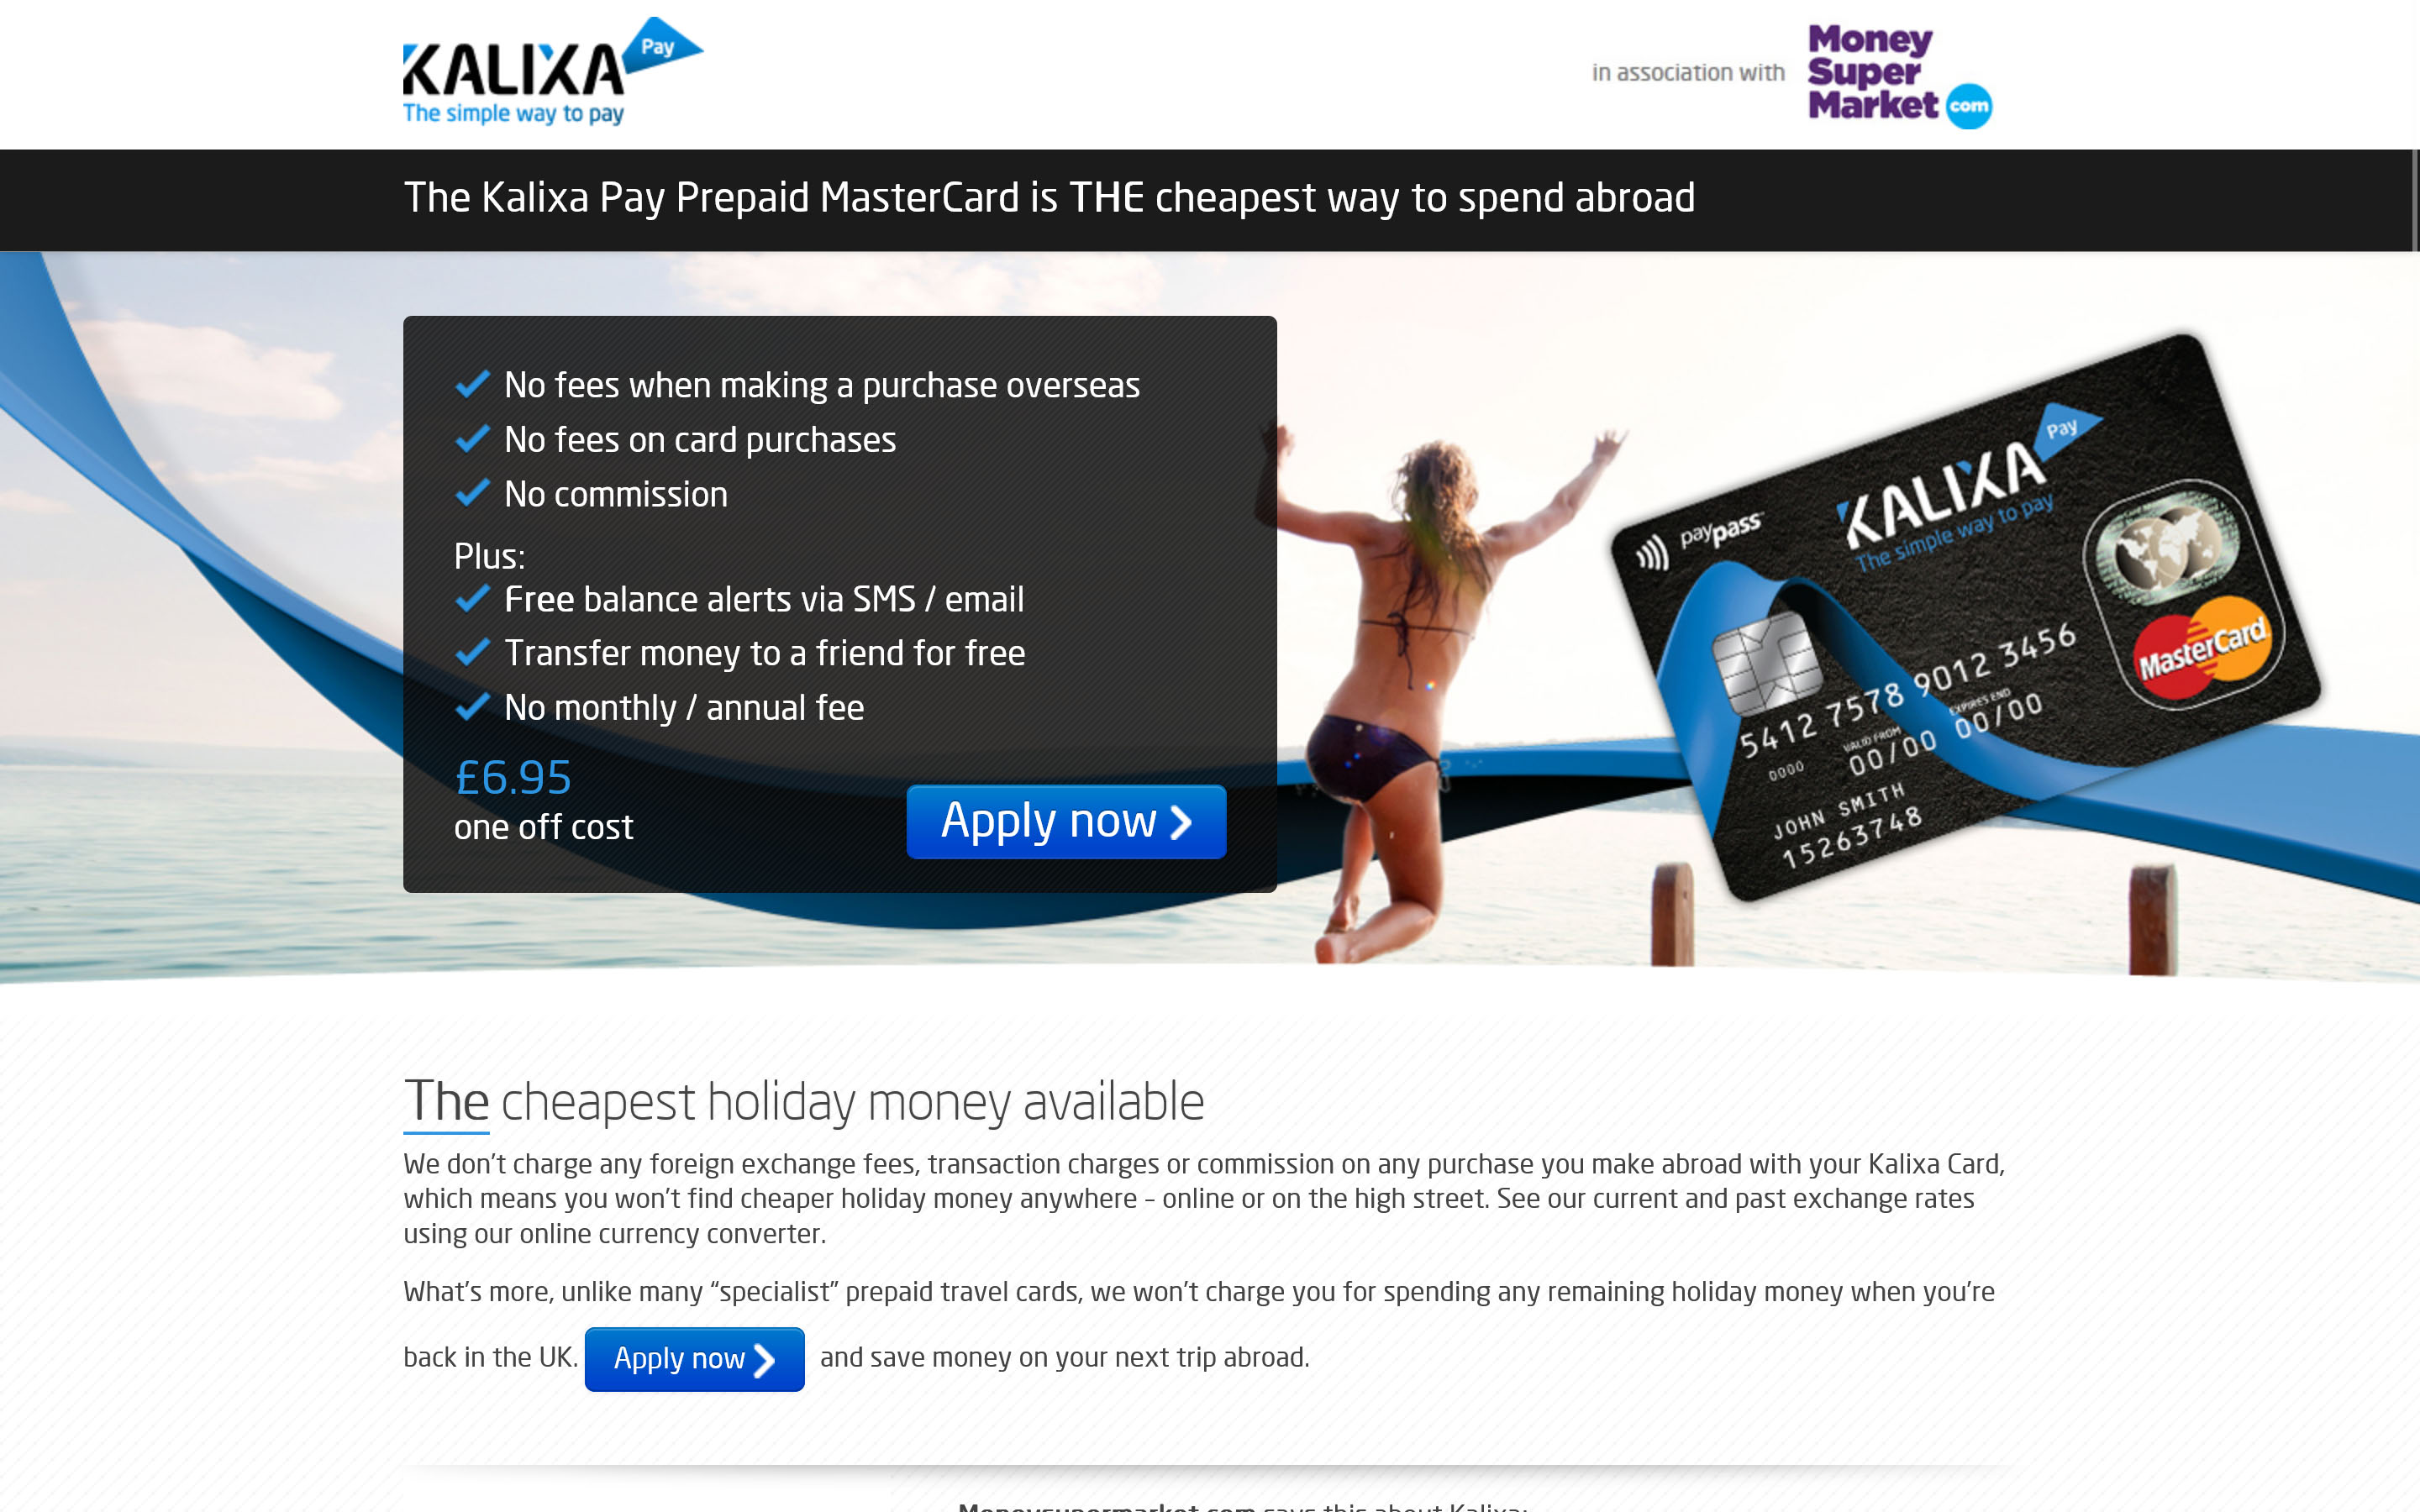 KALIXA Pay
The simple way to pay
in association with
Money
Super
Market com
The Kalixa Pay Prepaid MasterCard is THE cheapest way to spend abroad
No fees when making a purchase overseas
No fees on card purchases
No commission
Plus:
Free balance alerts via SMS / email
Transfer money to a friend for free
No monthly / annual fee
£6.95
one off cost
Apply now
paypass
KALIXA Pay
The simple way to pay
5412 7578 9012 3456
0000
VALID FROM
00/00
EXPIRES END
00/00
JOHN SMITH
15263748
MasterCard
The cheapest holiday money available
We don't charge any foreign exchange fees, transaction charges or commission on any purchase you make abroad with your Kalixa Card,
which means you won't find cheaper holiday money anywhere – online or on the high street. See our current and past exchange rates
using our online currency converter.
What's more, unlike many “specialist” prepaid travel cards, we won't charge you for spending any remaining holiday money when you're
back in the UK. Apply now and save money on your next trip abroad.
Moneysupermarket.com says this about Kalixa: